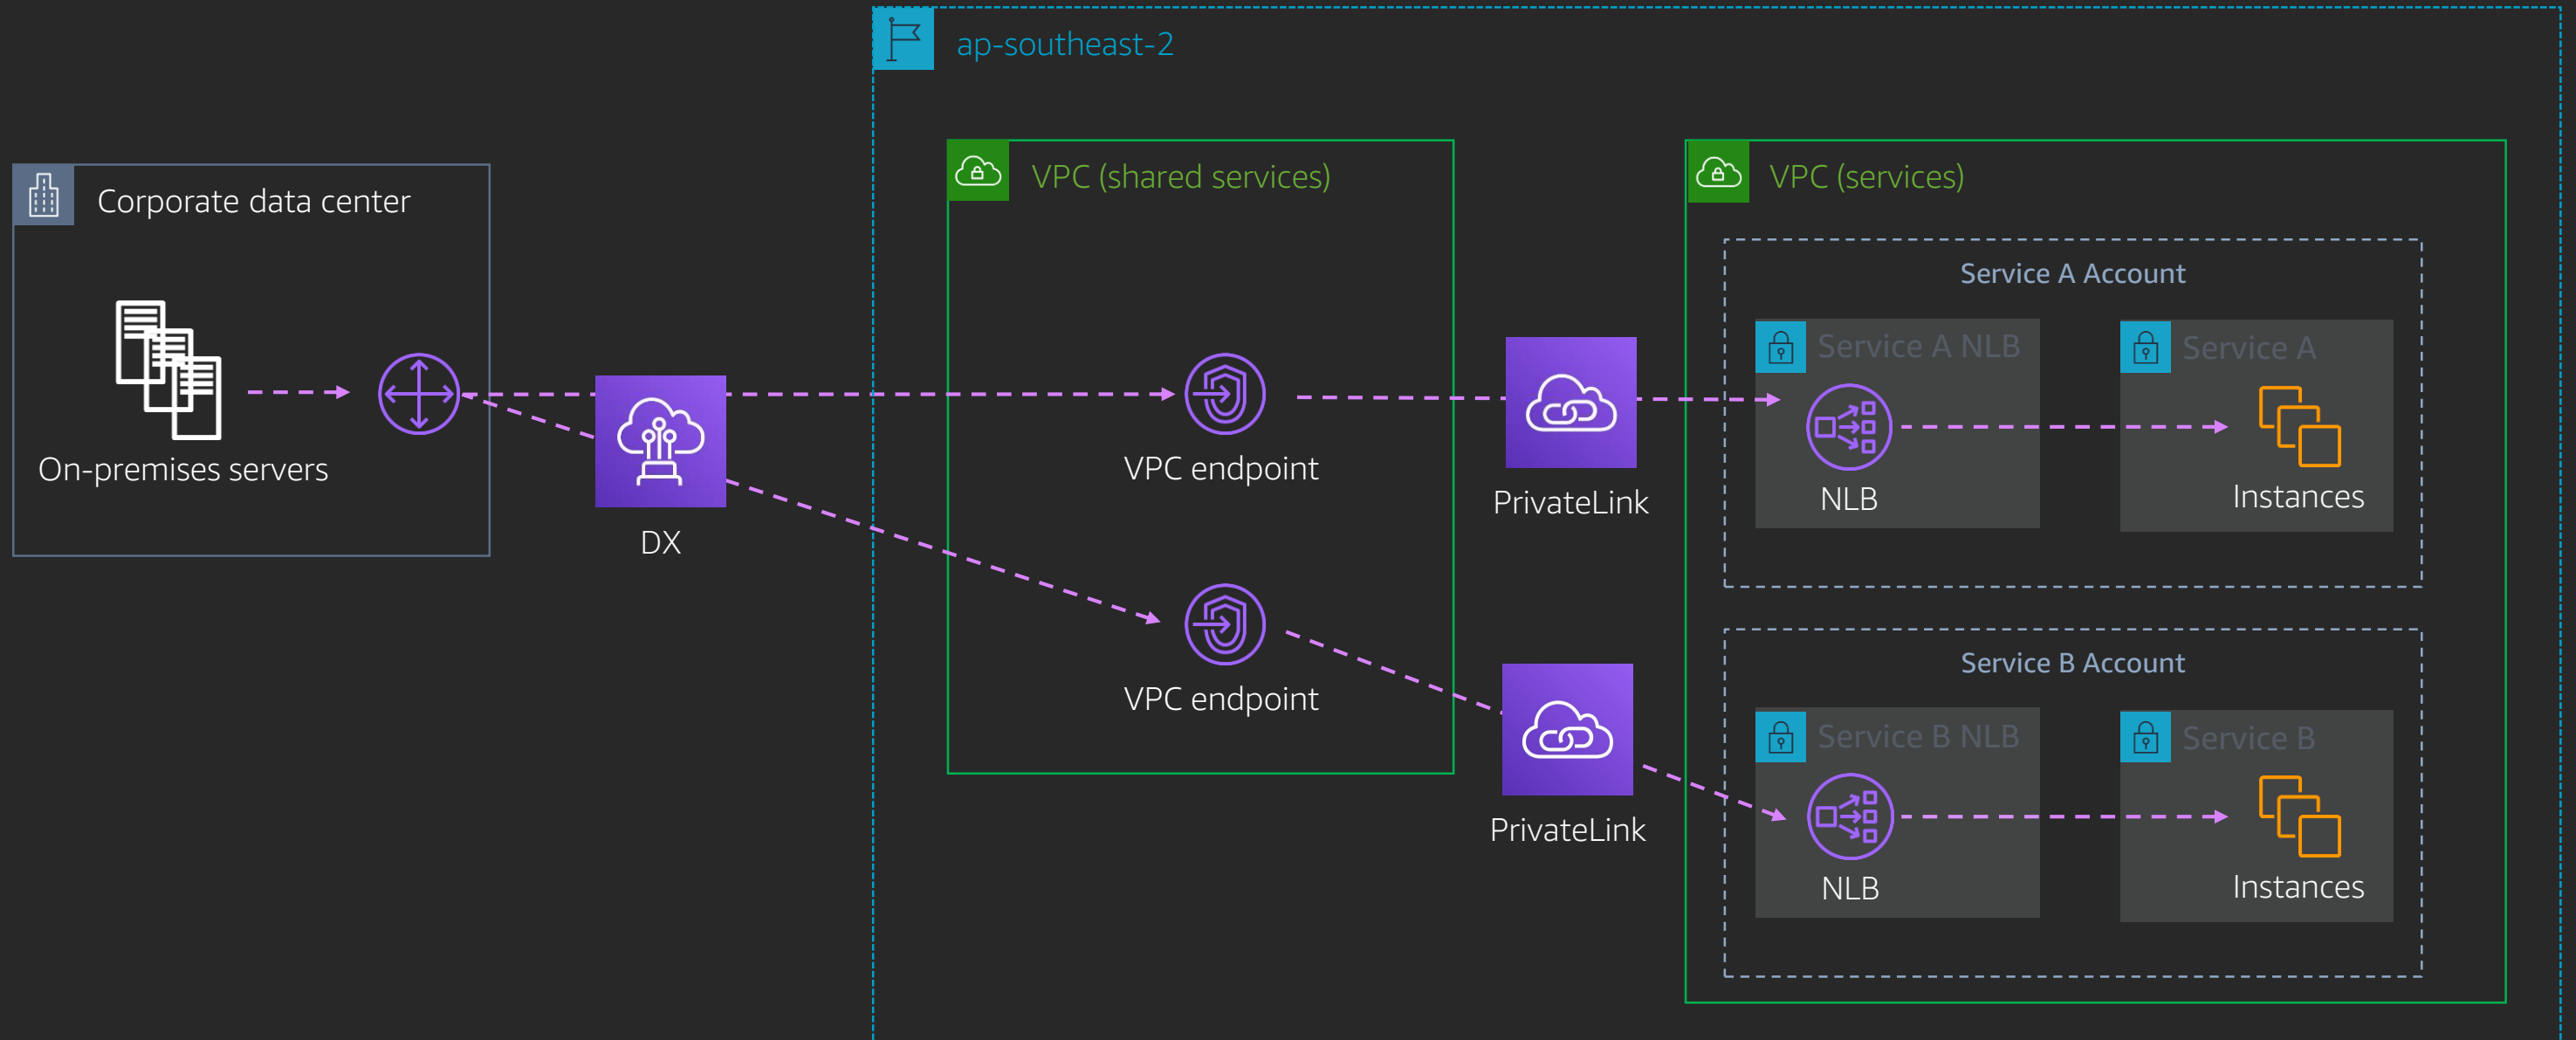 ap-southeast-2
Corporate data center
On-premises servers
DX
VPC (shared services)
VPC endpoint
VPC endpoint
PrivateLink
PrivateLink
VPC (services)
Service A Account
Service A NLB
NLB
Service A
Instances
Service B Account
Service B NLB
NLB
Service B
Instances